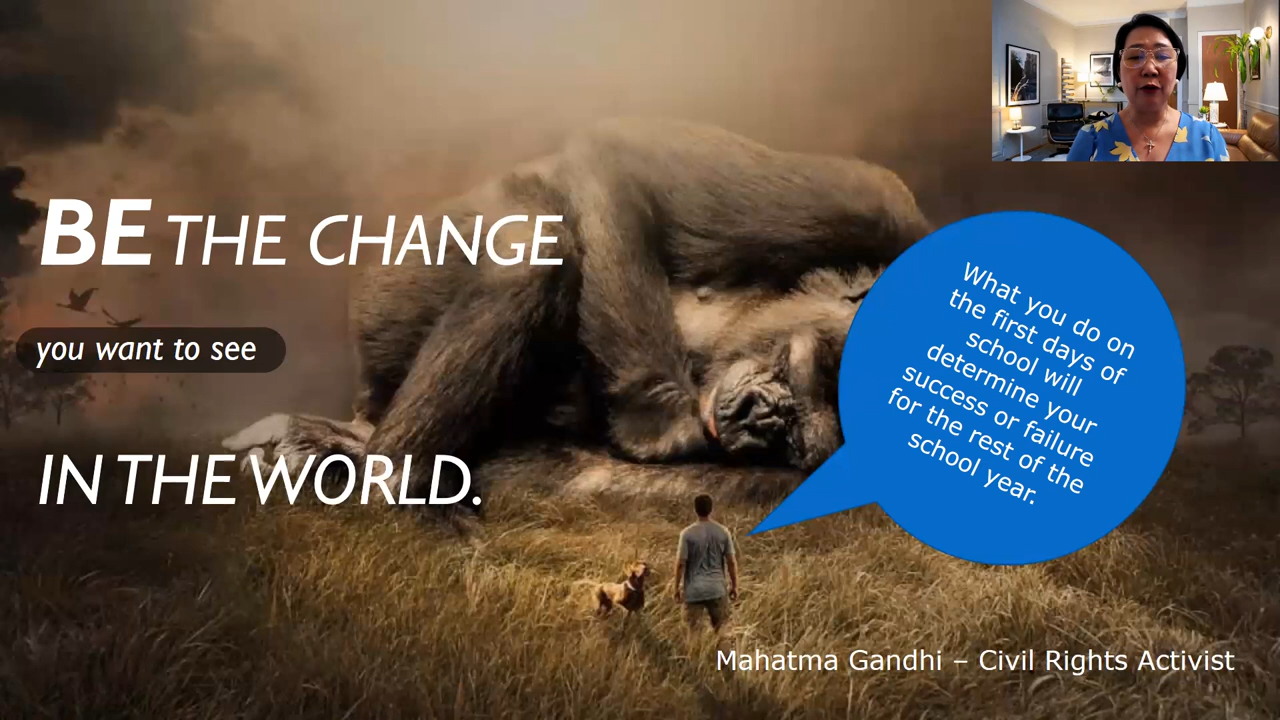 BE THE CHANGE
you want to see
IN THE WORLD.
What you do on
the first days of
school will
determine your
success or failure
for the rest of the
school year.
Mahatma Gandhi – Civil Rights Activist